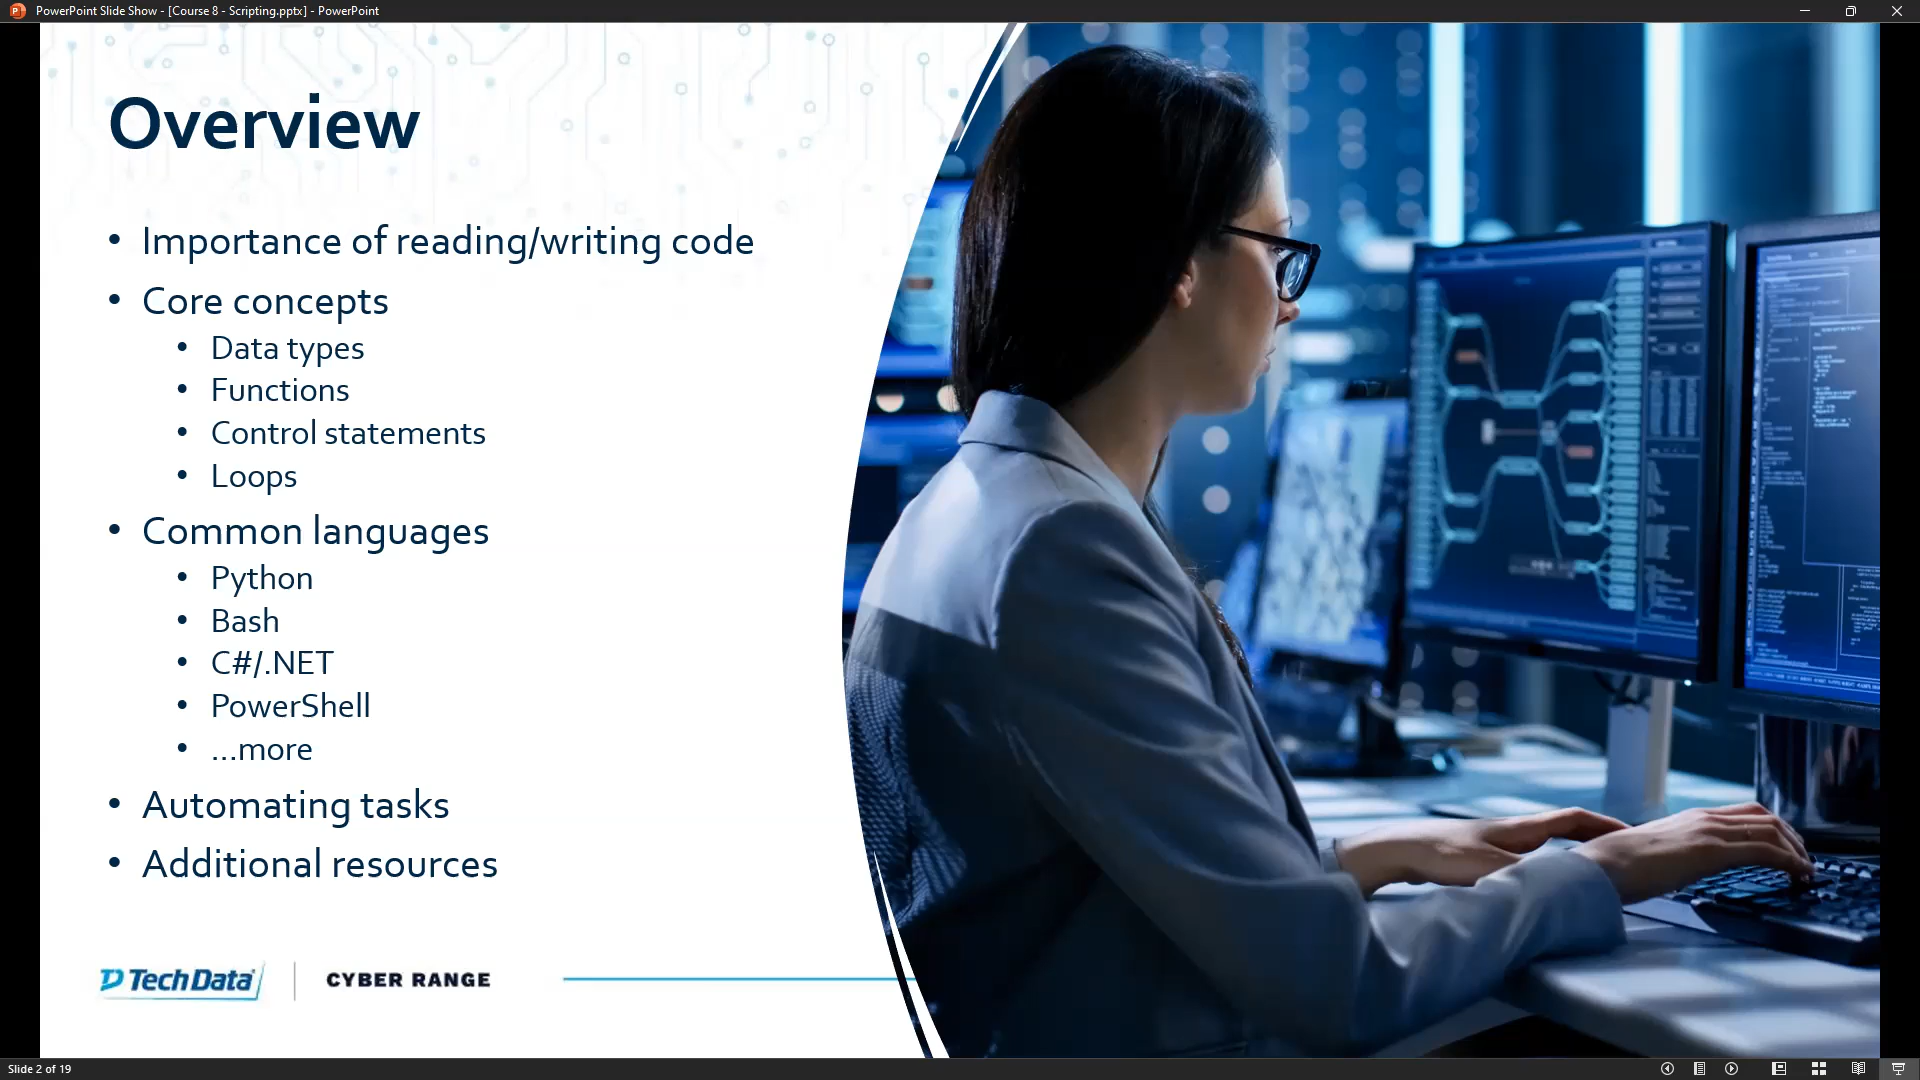 PowerPoint Slide Show - [Course 8 - Scripting.pptx] - PowerPoint
Overview
• Importance of reading/writing code
• Core concepts
• Data types
• Functions
• Control statements
• Loops
• Common languages
• Python
• Bash
• C#/.NET
• PowerShell
• ...more
• Automating tasks
• Additional resources
Tech Data
CYBER RANGE
Slide 2 of 19